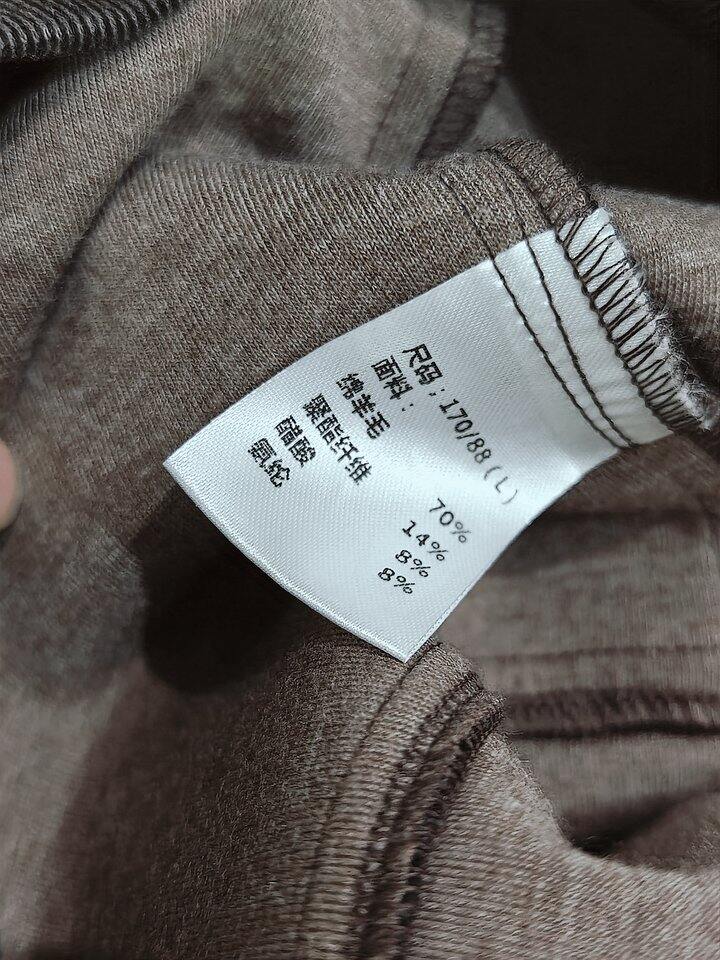 尺码：170/88(L)
面料：
绵羊毛 70%
聚酯纤维 14%
醋酸 8%
氨纶 8%